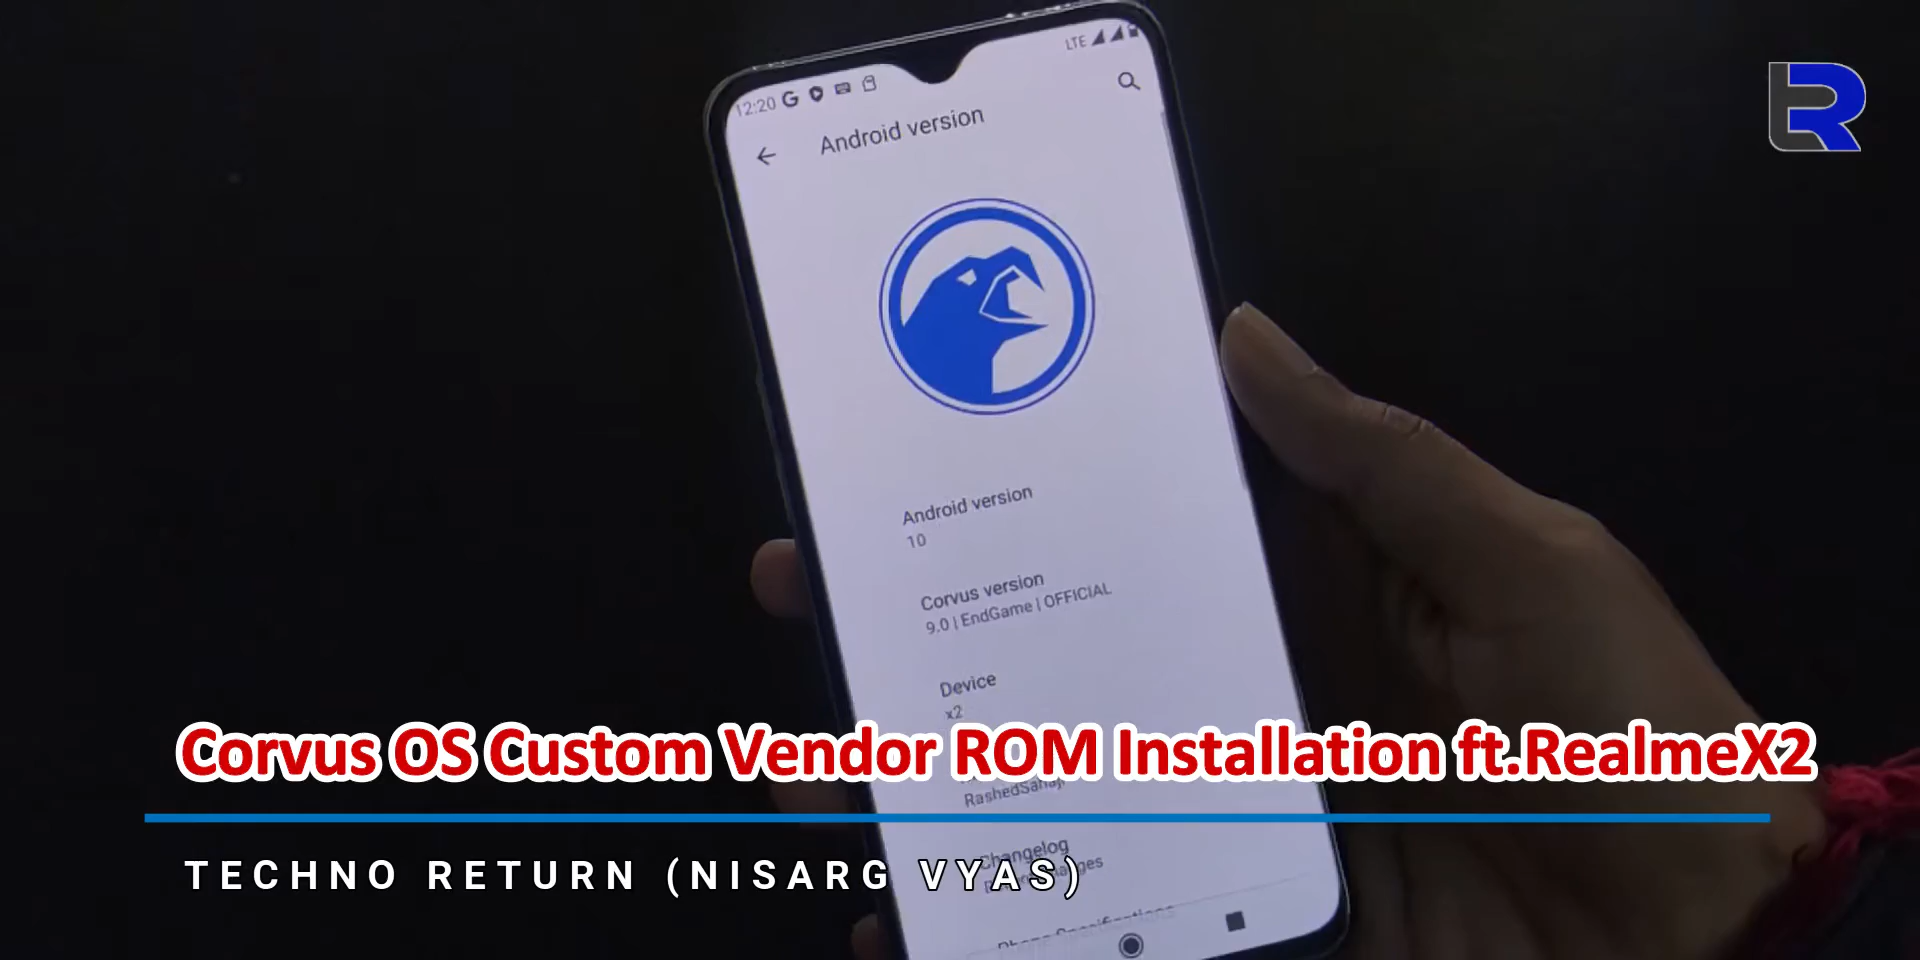 12:20
LTE
Android version
Android version
10
Corvus version
9.0 | EndGame | OFFICIAL
Device
x2
Corvus OS Custom Vendor ROM Installation ft.RealmeX2
Changelog
TECHNO RETURN (NISARG VYAS)